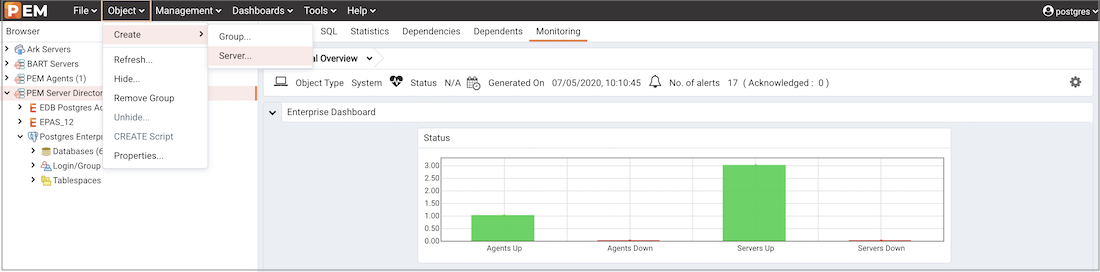 PEM File Object Management Dashboards Tools Help postgres
Browser
Create
Group...
Server...
SQL Statistics Dependencies Dependents Monitoring
Ark Servers
BART Servers
PEM Agents (1)
PEM Server Directo
EDB Postgres Ad
EPAS_12
Postgres Enterp
Databases (6
Login/Group
Tablespaces
Refresh...
Hide...
Remove Group
Unhide...
CREATE Script
Properties...
al Overview
Object Type System Status N/A Generated On 07/05/2020, 10:10:45 No. of alerts 17 ( Acknowledged : 0 )
Enterprise Dashboard
Status
3.00
2.50
2.00
1.50
1.00
0.50
0.00
Agents Up Agents Down Servers Up Servers Down